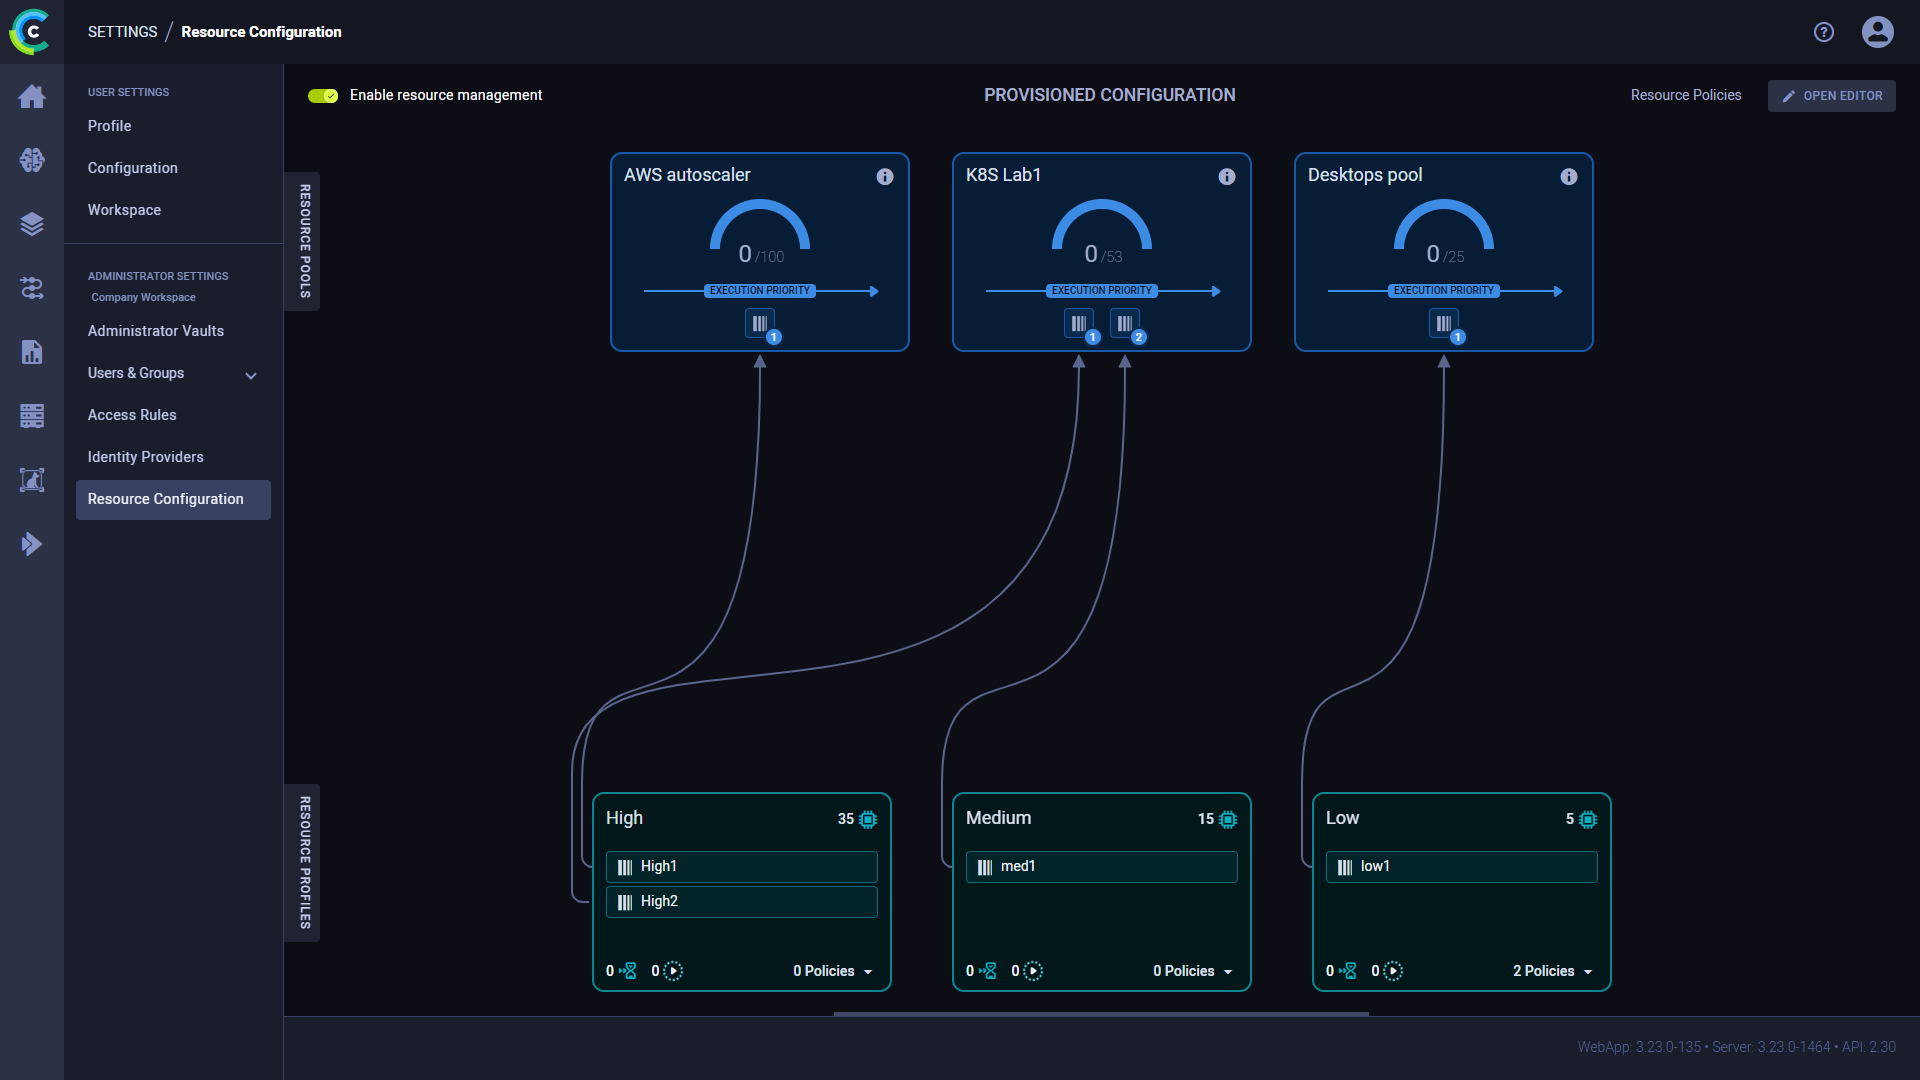 SETTINGS / Resource Configuration
USER SETTINGS
Profile
Configuration
Workspace
ADMINISTRATOR SETTINGS
Company Workspace
Administrator Vaults
Users & Groups
Access Rules
Identity Providers
Resource Configuration
Enable resource management
PROVISIONED CONFIGURATION
Resource Policies
OPEN EDITOR
RESOURCE POOLS
AWS autoscaler
0 /100
EXECUTION PRIORITY
1
K8S Lab1
0 /53
EXECUTION PRIORITY
1 2
Desktops pool
0 /25
EXECUTION PRIORITY
1
RESOURCE PROFILES
High 35
High1
High2
0 0 0 Policies
Medium 15
med1
0 0 0 Policies
Low 5
low1
0 0 2 Policies
WebApp: 3.23.0-135 • Server: 3.23.0-1464 • API: 2.30